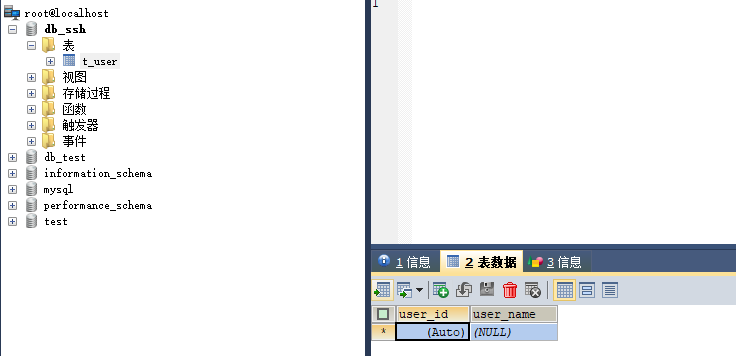 root@localhost
db_ssh
表
t_user
视图
存储过程
函数
触发器
事件
db_test
information_schema
mysql
performance_schema
test
1
1 信息
2 表数据
3 信息
user_id user_name
* (Auto) (NULL)